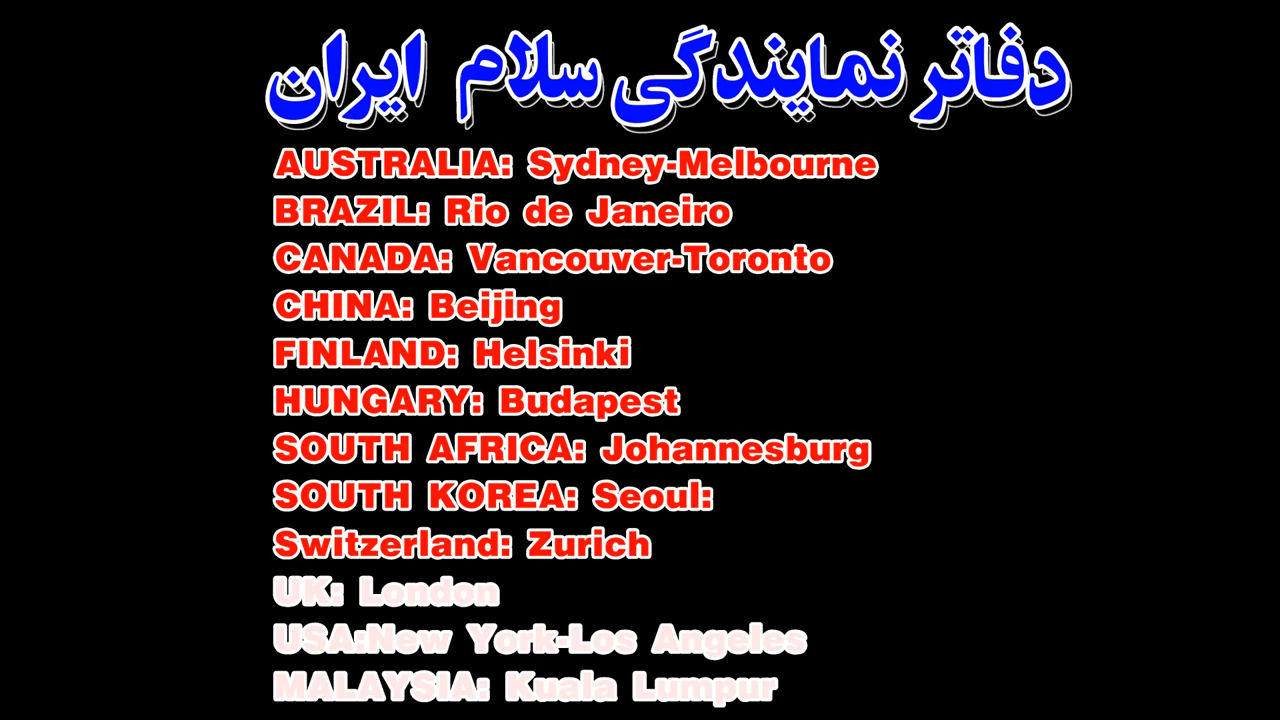 دفاتر نمایندگی سلام ایران
AUSTRALIA: Sydney-Melbourne
BRAZIL: Rio de Janeiro
CANADA: Vancouver-Toronto
CHINA: Beijing
FINLAND: Helsinki
HUNGARY: Budapest
SOUTH AFRICA: Johannesburg
SOUTH KOREA: Seoul:
Switzerland: Zurich
UK: London
USA:New York-Los Angeles
MALAYSIA: Kuala Lumpur